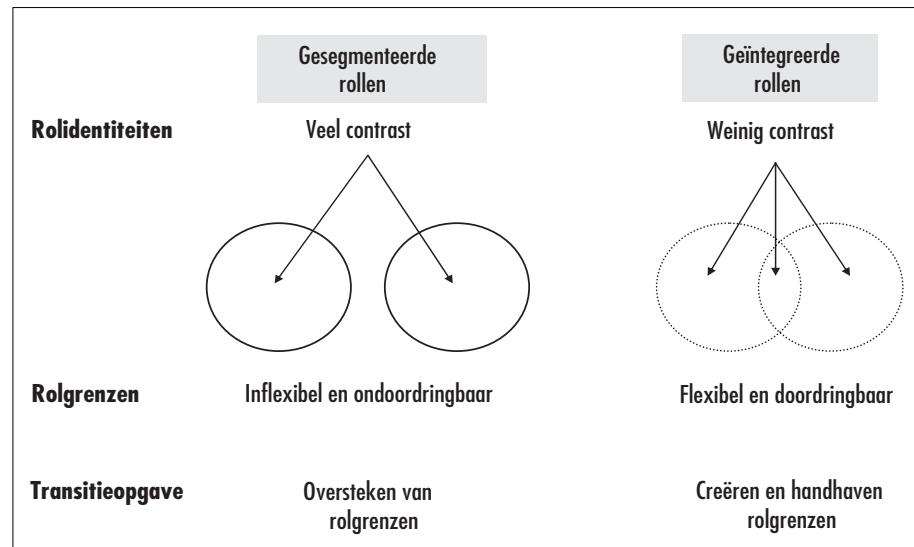 Gesegmenteerde
rollen
Geïntegreerde
rollen
Rolidentiteiten
Veel contrast
Weinig contrast
Rolgrenzen
Inflexibel en ondoordringbaar
Flexibel en doordringbaar
Transitieopgave
Oversteken van
rolgrenzen
Creëren en handhaven
rolgrenzen